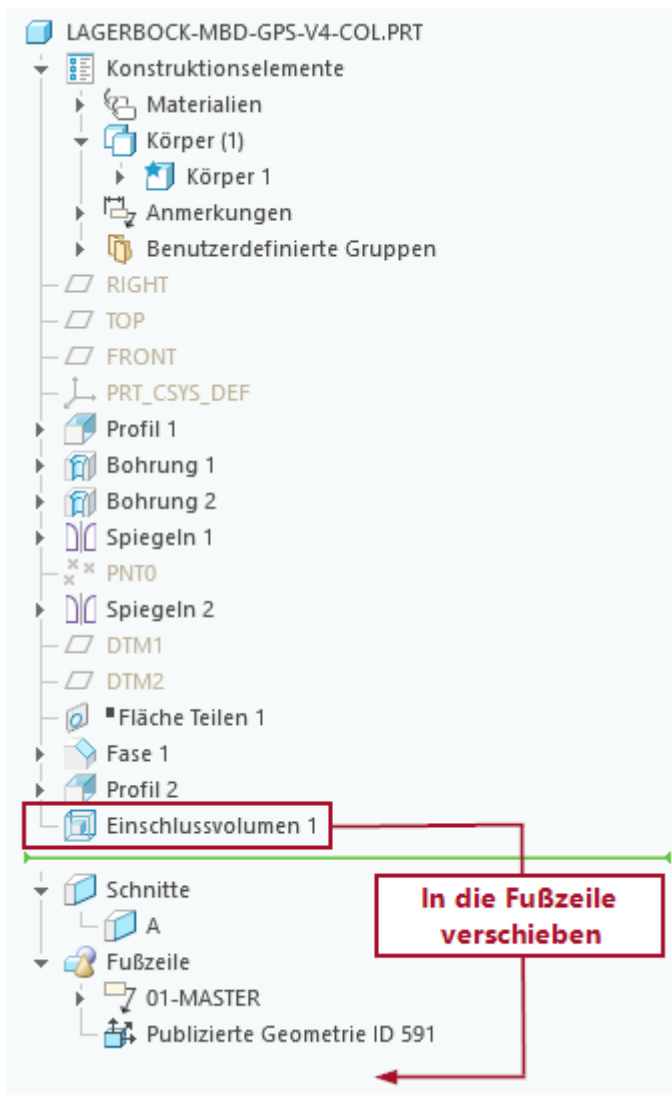 LAGERBOCK-MBD-GPS-V4-COL.PRT
Konstruktionselemente
Materialien
Körper (1)
Körper 1
Anmerkungen
Benutzerdefinierte Gruppen
RIGHT
TOP
FRONT
PRT_CSYS_DEF
Profil 1
Bohrung 1
Bohrung 2
Spiegeln 1
PNT0
Spiegeln 2
DTM1
DTM2
Fläche Teilen 1
Fase 1
Profil 2
Einschlussvolumen 1
Schnitte
In die Fußzeile
verschieben
A
Fußzeile
01-MASTER
Publizierte Geometrie ID 591